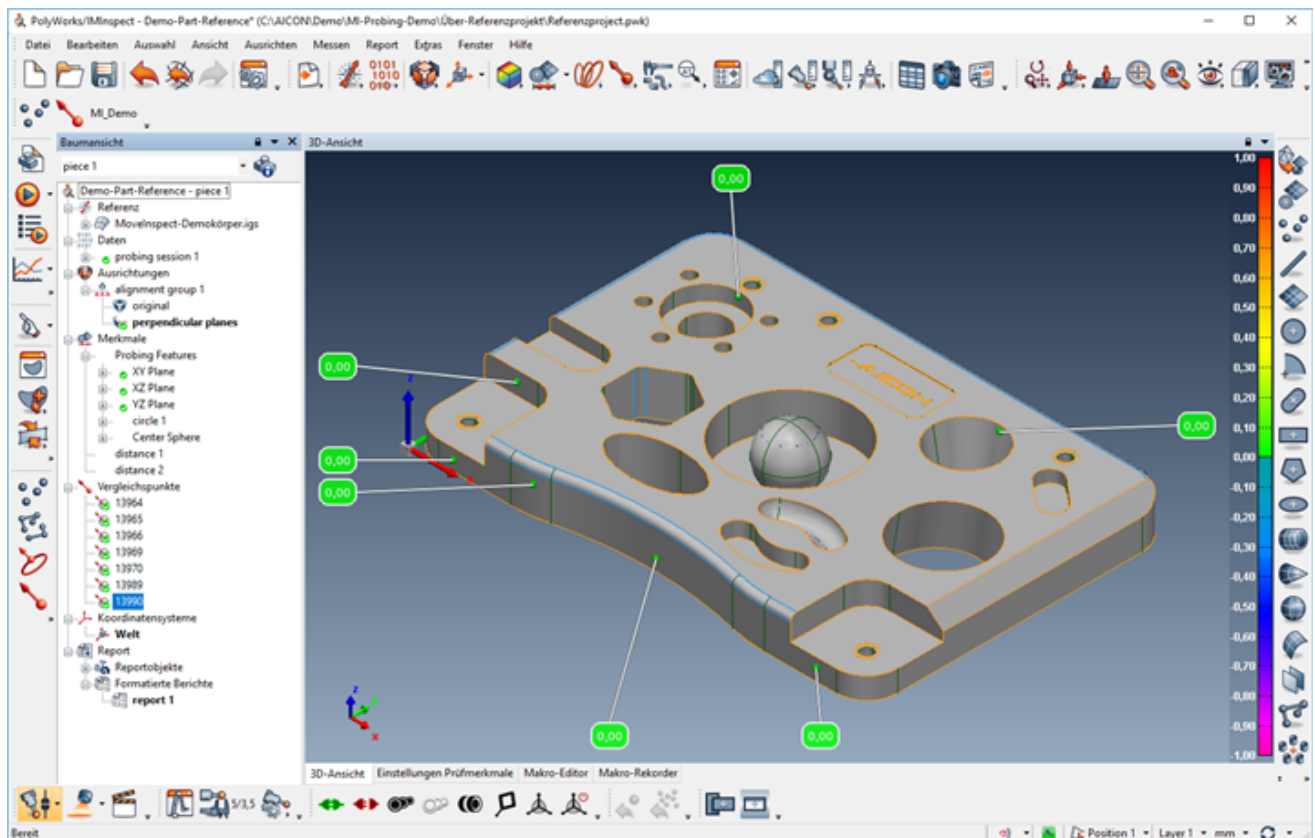 PolyWorks/IMInspect - Demo-Part-Reference* (C:\AICON\Demo\MI-Probing-Demo\Über-Referenzprojekt\Referenzproject.pwk)
Datei Bearbeiten Auswahl Ansicht Ausrichten Messen Report Extras Fenster Hilfe
0101
1010
0101
MI_Demo
Baumansicht
3D-Ansicht
piece 1
Demo-Part-Reference - piece 1
Referenz
MoveInspect-Demokörper.igs
Daten
probing session 1
Ausrichtungen
alignment group 1
original
perpendicular planes
Merkmale
Probing Features
XY Plane
XZ Plane
YZ Plane
circle 1
Center Sphere
distance 1
distance 2
Vergleichspunkte
13964
13965
13966
13969
13970
13989
13990
Koordinatensysteme
Welt
Report
Reportobjekte
Formatierte Berichte
report 1
0,00
0,00
0,00
0,00
0,00
0,00
0,00
AICON
z
x
z
x
1,00
0,90
0,80
0,70
0,60
0,50
0,40
0,30
0,20
0,10
0,00
-0,10
-0,20
-0,30
-0,40
-0,50
-0,60
-0,70
-0,80
-0,90
-1,00
3D-Ansicht Einstellungen Prüfmerkmale Makro-Editor Makro-Rekorder
5/3,5
Bereit
Position 1 Layer 1 mm